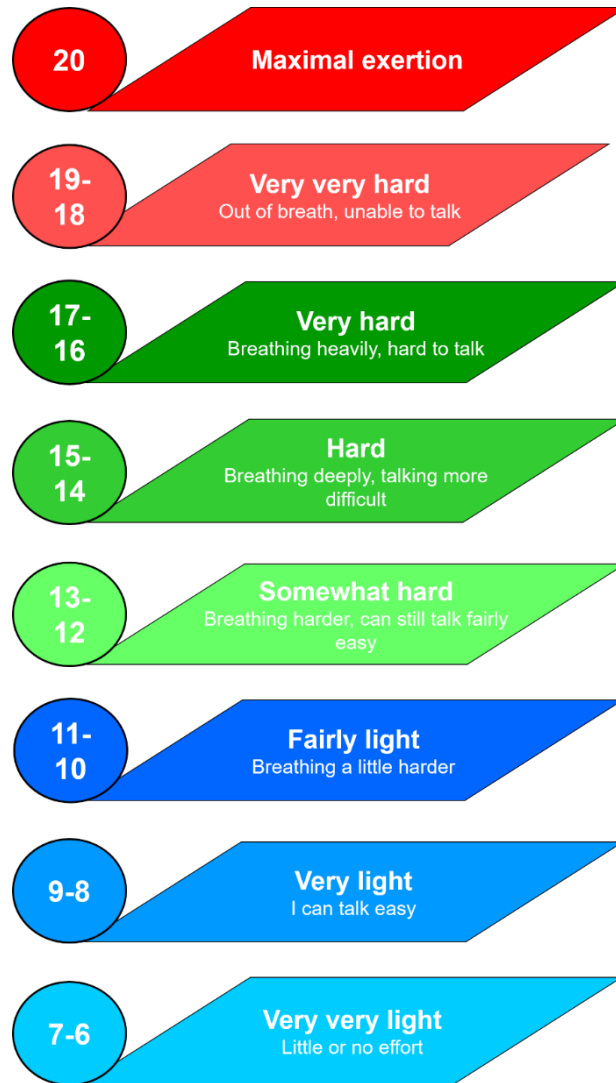 20
Maximal exertion
19-
18
Very very hard
Out of breath, unable to talk
17-
16
Very hard
Breathing heavily, hard to talk
15-
14
Hard
Breathing deeply, talking more
difficult
13-
12
Somewhat hard
Breathing harder, can still talk fairly
easy
11-
10
Fairly light
Breathing a little harder
9-8
Very light
I can talk easy
7-6
Very very light
Little or no effort